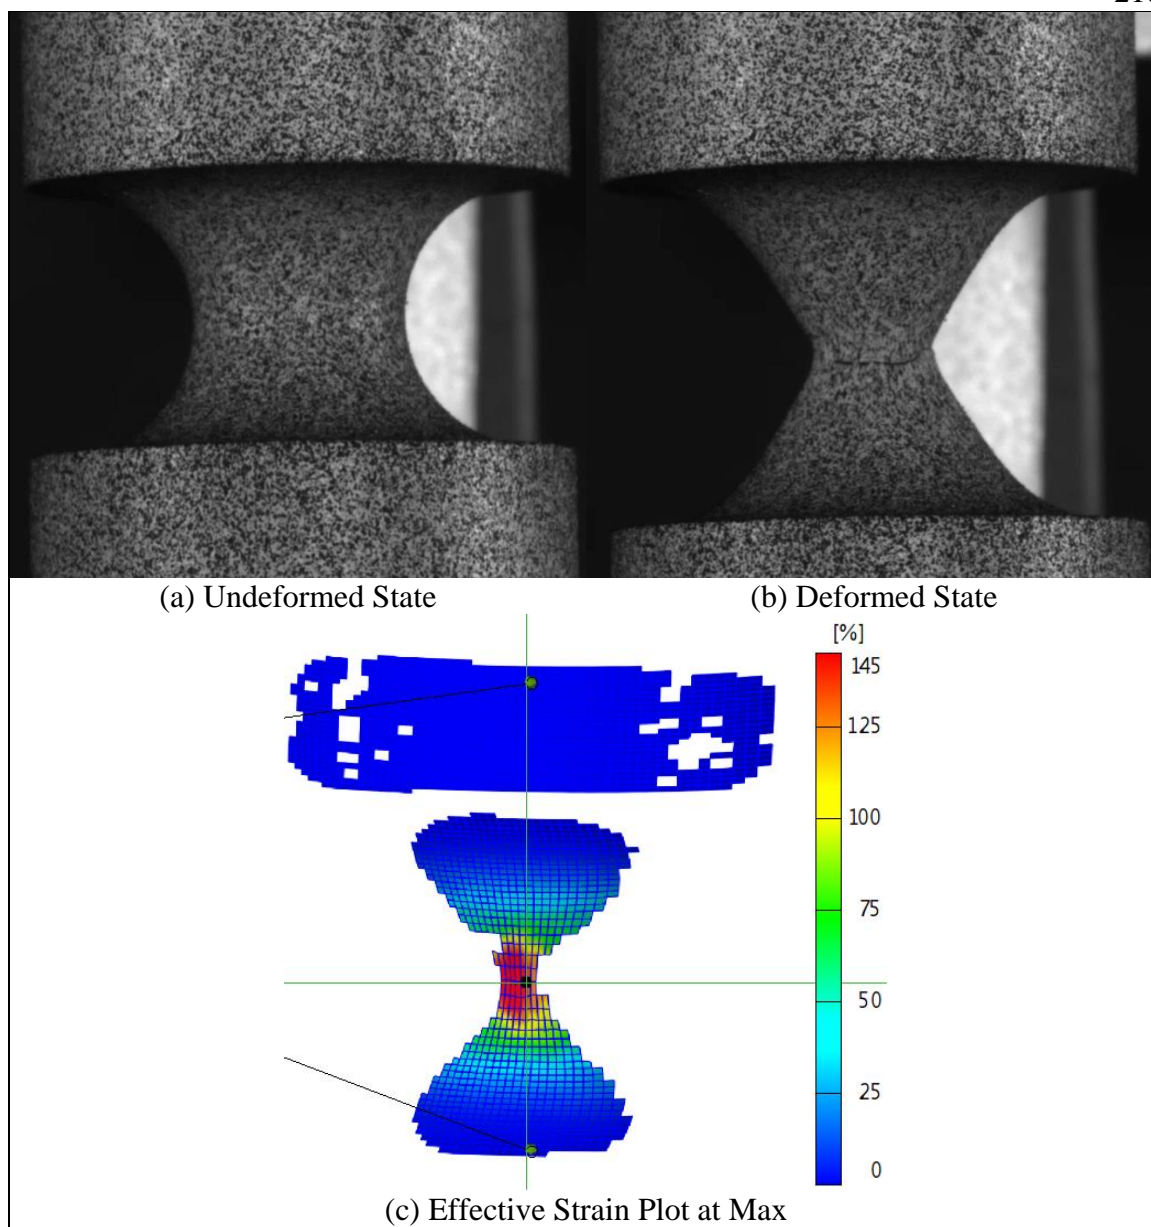 (a) Undeformed State
(b) Deformed State
[%]
145
125
100
75
50
25
0
(c) Effective Strain Plot at Max